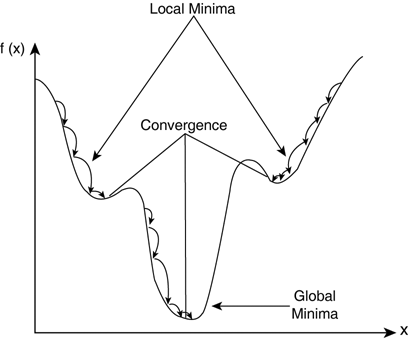 Local Minima
f (x)
Convergence
Global
Minima
x